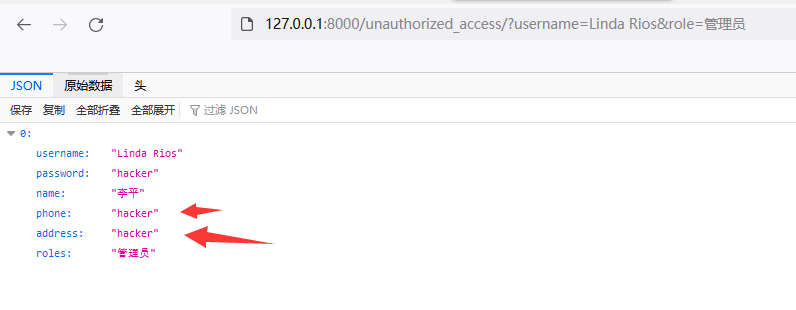 127.0.0.1:8000/unauthorized_access/?username=Linda Rios&role=管理员
JSON 原始数据 头
保存 复制 全部折叠 全部展开 过滤 JSON
0:
username: "Linda Rios"
password: "hacker"
name: "李平"
phone: "hacker"
address: "hacker"
roles: "管理员"